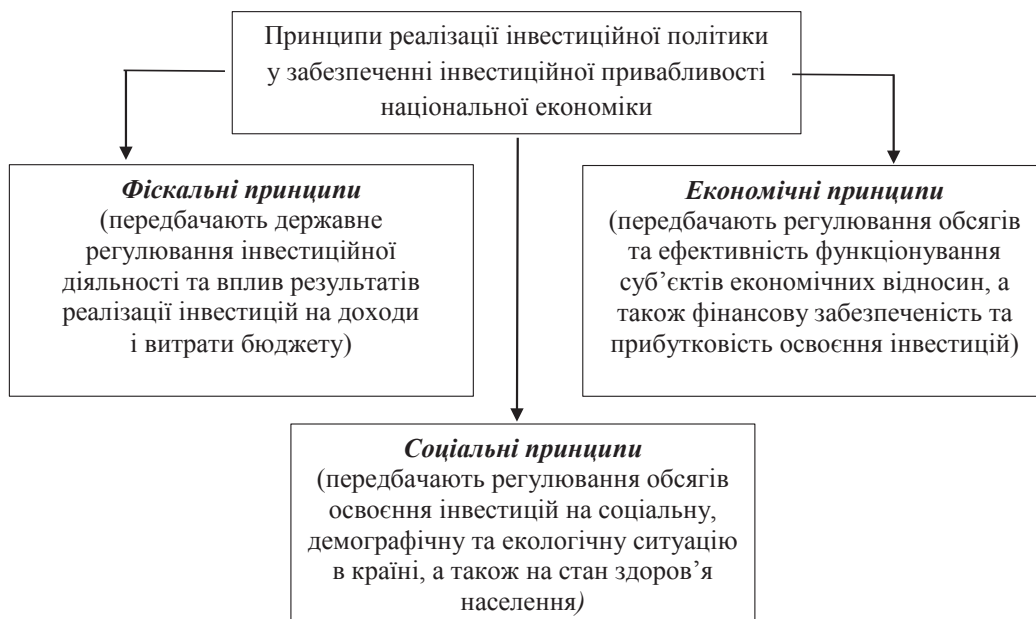 Принципи реалізації інвестиційної політики
у забезпеченні інвестиційної привабливості
національної економіки
Фіскальні принципи
(передбачають державне
регулювання інвестиційної
діяльності та вплив результатів
реалізації інвестицій на доходи
і витрати бюджету)
Економічні принципи
(передбачають регулювання обсягів
та ефективність функціонування
суб’єктів економічних відносин, а
також фінансову забезпеченість та
прибутковість освоєння інвестицій)
Соціальні принципи
(передбачають регулювання обсягів
освоєння інвестицій на соціальну,
демографічну та екологічну ситуацію
в країні, а також на стан здоров’я
населення)